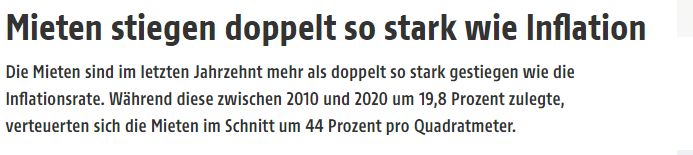 Mieten stiegen doppelt so stark wie Inflation
Die Mieten sind im letzten Jahrzehnt mehr als doppelt so stark gestiegen wie die
Inflationsrate. Während diese zwischen 2010 und 2020 um 19,8 Prozent zulegte,
verteuerten sich die Mieten im Schnitt um 44 Prozent pro Quadratmeter.